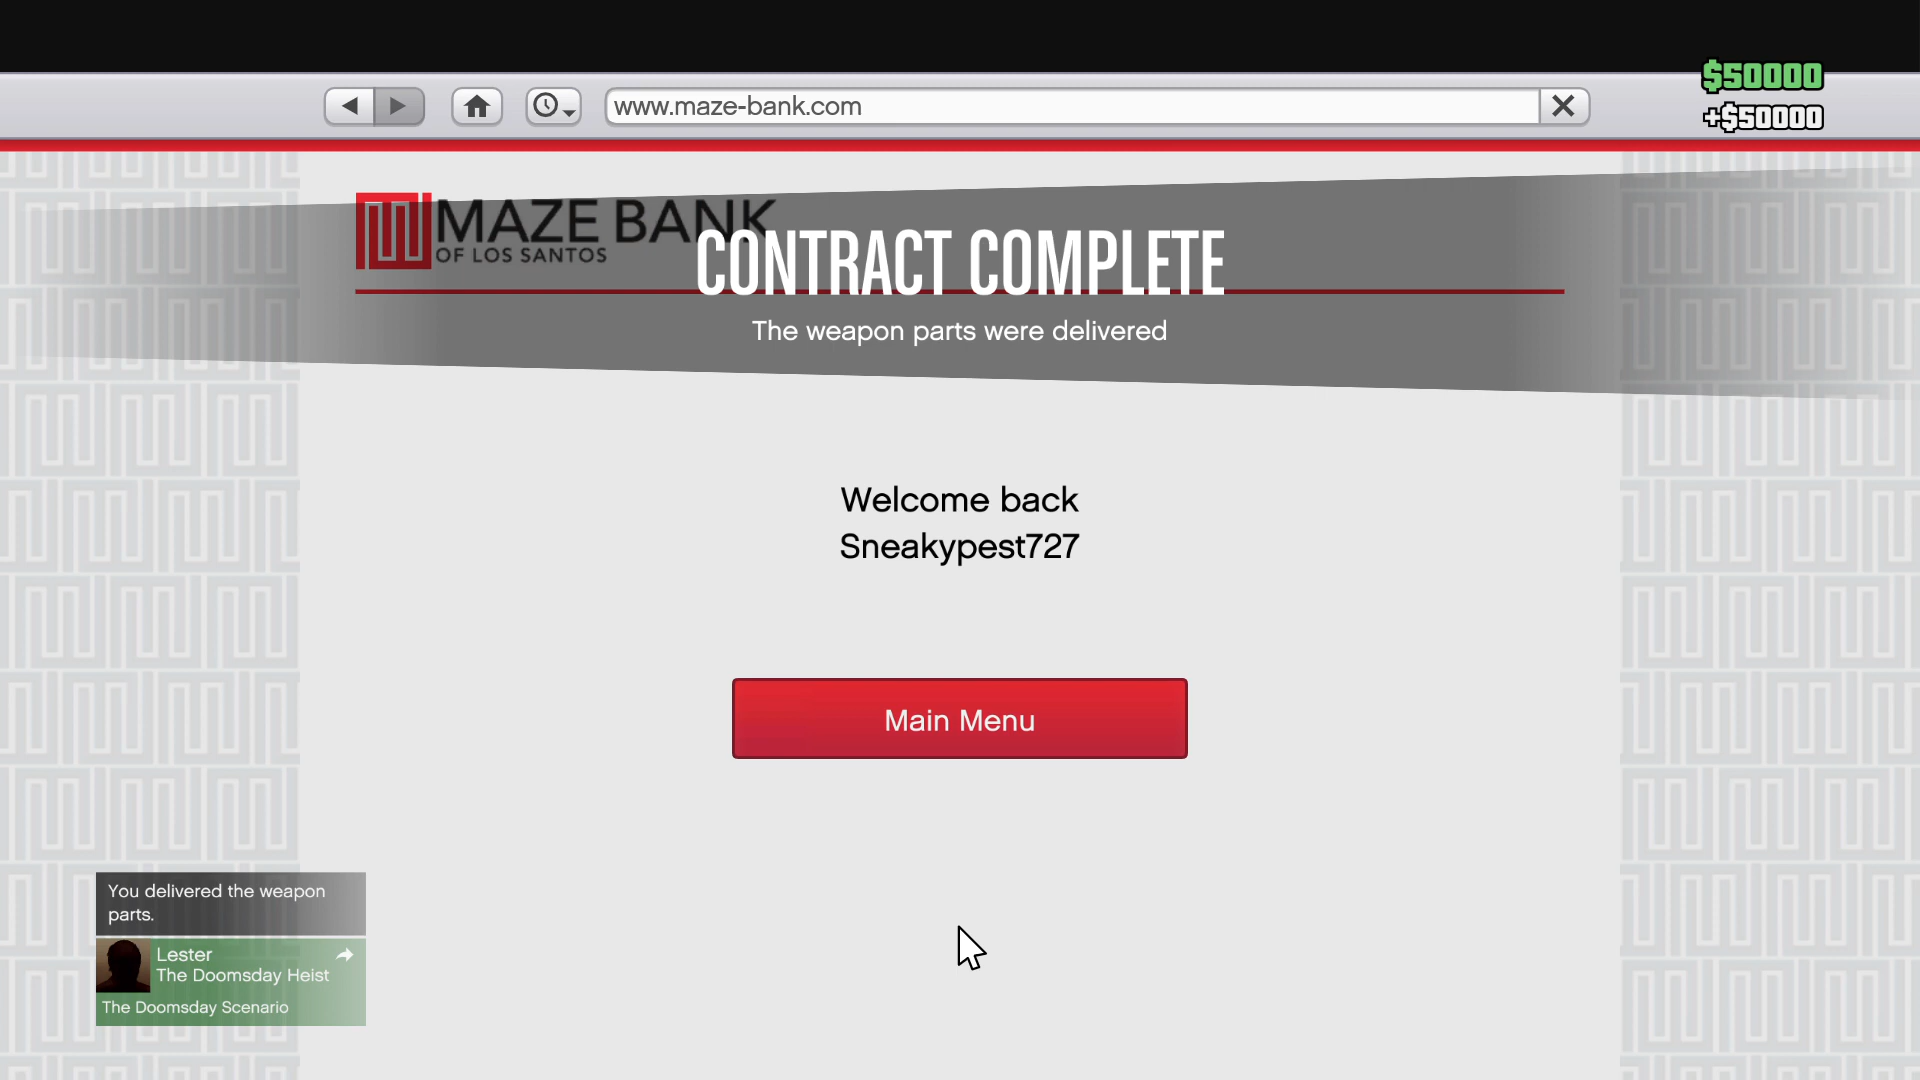 $50000
www.maze-bank.com
+$50000
MAZE BANK
OF LOS SANTOS
CONTRACT COMPLETE
The weapon parts were delivered
Welcome back
Sneakypest727
Main Menu
You delivered the weapon
parts.
Lester
The Doomsday Heist
The Doomsday Scenario